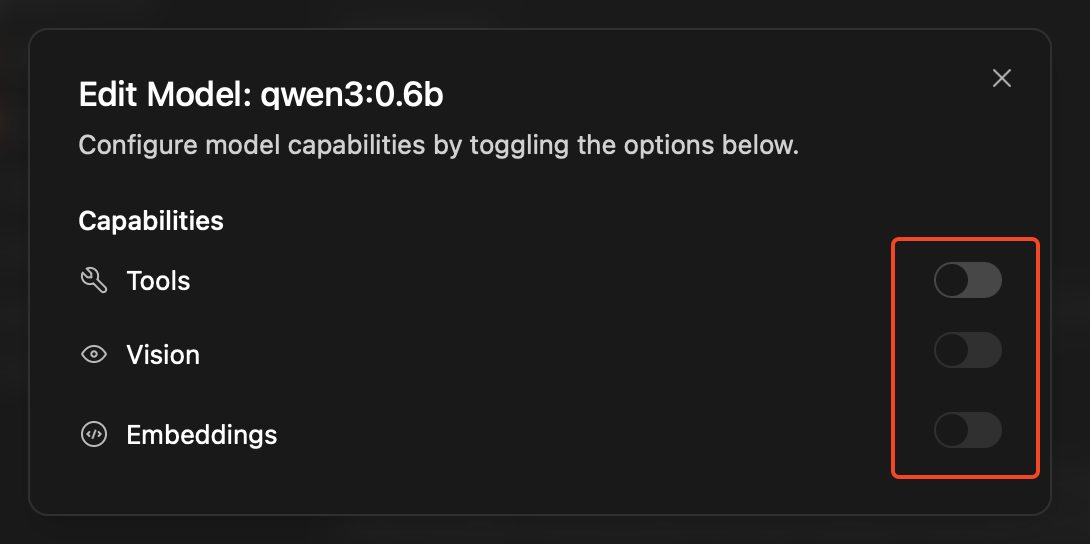 Edit Model: qwen3:0.6b
Configure model capabilities by toggling the options below.
Capabilities
Tools
Vision
Embeddings